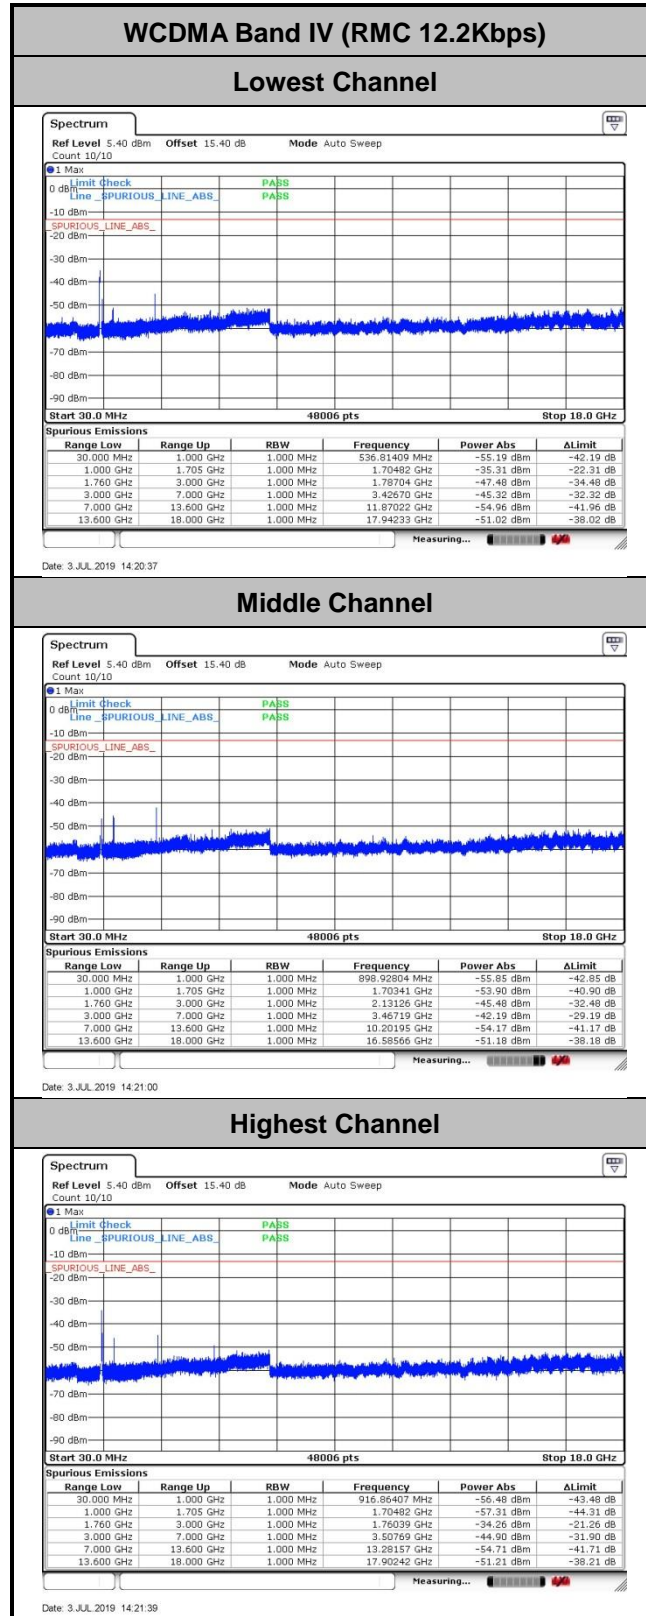 WCDMA Band IV (RMC 12.2Kbps)
Lowest Channel
Spectrum
Ref Level 5.40 dBm Offset 15.40 dB Mode Auto Sweep
Count 10/10
1 Max
Limit Check PASS
0 dBm
Line _SPURIOUS_LINE_ABS_ PASS
-10 dBm
_SPURIOUS_LINE_ABS_
-20 dBm
-30 dBm
-40 dBm
-50 dBm
-70 dBm
-80 dBm
-90 dBm
Start 30.0 MHz 48006 pts Stop 18.0 GHz
Spurious Emissions
Range Low Range Up RBW Frequency Power Abs ΔLimit
30.000 MHz 1.000 GHz 1.000 MHz 536.81409 MHz -55.19 dBm -42.19 dB
1.000 GHz 1.705 GHz 1.000 MHz 1.70482 GHz -35.31 dBm -22.31 dB
1.760 GHz 3.000 GHz 1.000 MHz 1.78704 GHz -47.48 dBm -34.48 dB
3.000 GHz 7.000 GHz 1.000 MHz 3.42670 GHz -45.32 dBm -32.32 dB
7.000 GHz 13.600 GHz 1.000 MHz 11.87022 GHz -54.96 dBm -41.96 dB
13.600 GHz 18.000 GHz 1.000 MHz 17.94233 GHz -51.02 dBm -38.02 dB
Measuring...
Date: 3.JUL.2019 14:20:37
Middle Channel
Spectrum
Ref Level 5.40 dBm Offset 15.40 dB Mode Auto Sweep
Count 10/10
1 Max
Limit Check PASS
0 dBm
Line _SPURIOUS_LINE_ABS_ PASS
-10 dBm
_SPURIOUS_LINE_ABS_
-20 dBm
-30 dBm
-40 dBm
-50 dBm
-70 dBm
-80 dBm
-90 dBm
Start 30.0 MHz 48006 pts Stop 18.0 GHz
Spurious Emissions
Range Low Range Up RBW Frequency Power Abs ΔLimit
30.000 MHz 1.000 GHz 1.000 MHz 898.92804 MHz -55.85 dBm -42.85 dB
1.000 GHz 1.705 GHz 1.000 MHz 1.70341 GHz -53.90 dBm -40.90 dB
1.760 GHz 3.000 GHz 1.000 MHz 2.13126 GHz -45.48 dBm -32.48 dB
3.000 GHz 7.000 GHz 1.000 MHz 3.46719 GHz -42.19 dBm -29.19 dB
7.000 GHz 13.600 GHz 1.000 MHz 10.20195 GHz -54.17 dBm -41.17 dB
13.600 GHz 18.000 GHz 1.000 MHz 16.58566 GHz -51.18 dBm -38.18 dB
Measuring...
Date: 3.JUL.2019 14:21:00
Highest Channel
Spectrum
Ref Level 5.40 dBm Offset 15.40 dB Mode Auto Sweep
Count 10/10
1 Max
Limit Check PASS
0 dBm
Line _SPURIOUS_LINE_ABS_ PASS
-10 dBm
_SPURIOUS_LINE_ABS_
-20 dBm
-30 dBm
-40 dBm
-50 dBm
-70 dBm
-80 dBm
-90 dBm
Start 30.0 MHz 48006 pts Stop 18.0 GHz
Spurious Emissions
Range Low Range Up RBW Frequency Power Abs ΔLimit
30.000 MHz 1.000 GHz 1.000 MHz 916.86407 MHz -56.48 dBm -43.48 dB
1.000 GHz 1.705 GHz 1.000 MHz 1.70482 GHz -57.31 dBm -44.31 dB
1.760 GHz 3.000 GHz 1.000 MHz 1.76039 GHz -34.26 dBm -21.26 dB
3.000 GHz 7.000 GHz 1.000 MHz 3.50769 GHz -44.90 dBm -31.90 dB
7.000 GHz 13.600 GHz 1.000 MHz 13.28157 GHz -54.71 dBm -41.71 dB
13.600 GHz 18.000 GHz 1.000 MHz 17.90242 GHz -51.21 dBm -38.21 dB
Measuring...
Date: 3.JUL.2019 14:21:39